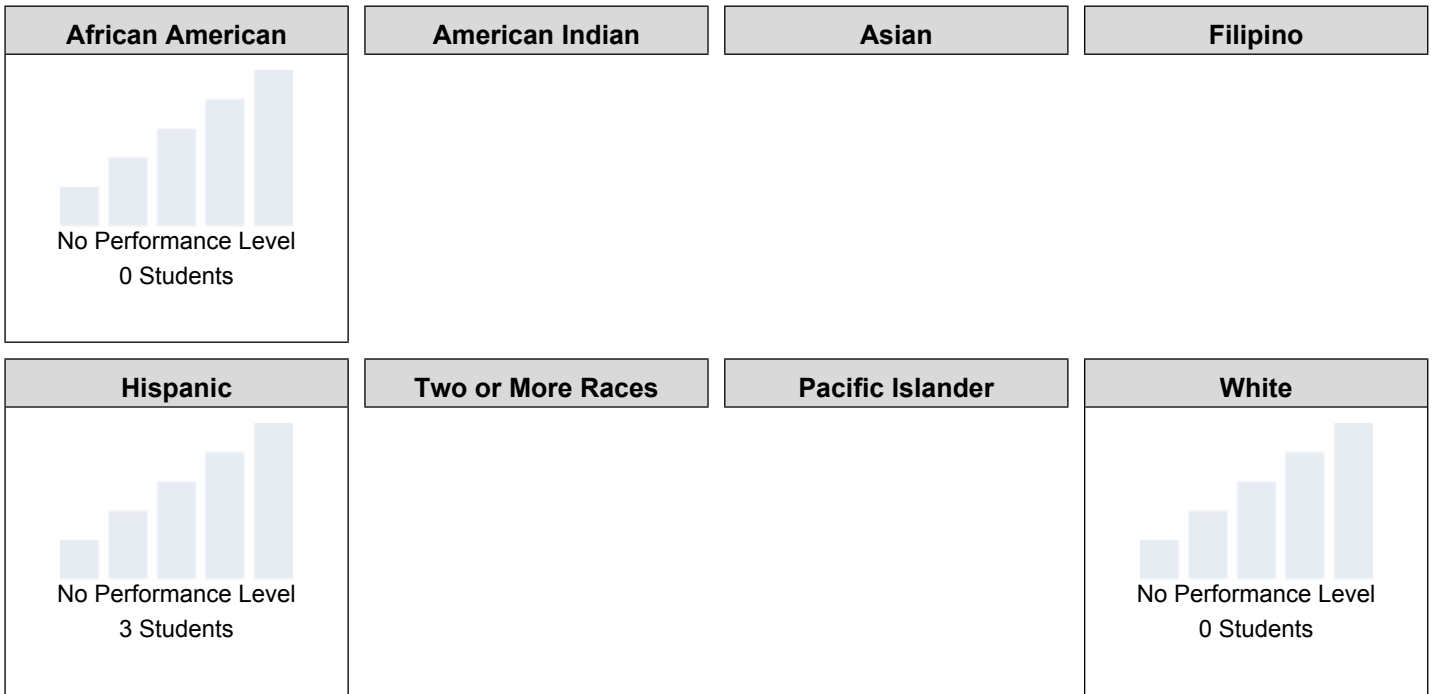 African American
American Indian
Asian
Filipino
No Performance Level
0 Students
Hispanic
Two or More Races
Pacific Islander
White
No Performance Level
3 Students
No Performance Level
0 Students